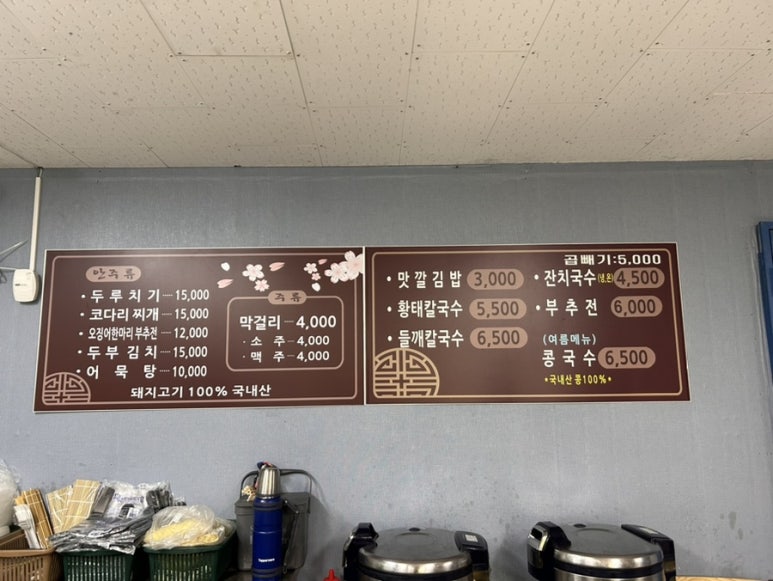 안주류
·두루치기 ---- 15,000
·코다리찌개 ---- 15,000
·오징어한마리 부추전 ---- 12,000
·두부김치 ---- 15,000
·어묵탕 ---- 10,000
돼지고기 100% 국내산
주류
막걸리 — 4,000
·소주 — 4,000
·맥주 — 4,000
곱빼기:5,000
·맛깔김밥 3,000
·황태칼국수 5,500
·들깨칼국수 6,500
·잔치국수(냉,온) 4,500
·부추전 6,000
(여름메뉴)
콩국수 6,500
*국내산 콩100%*
Tupperware